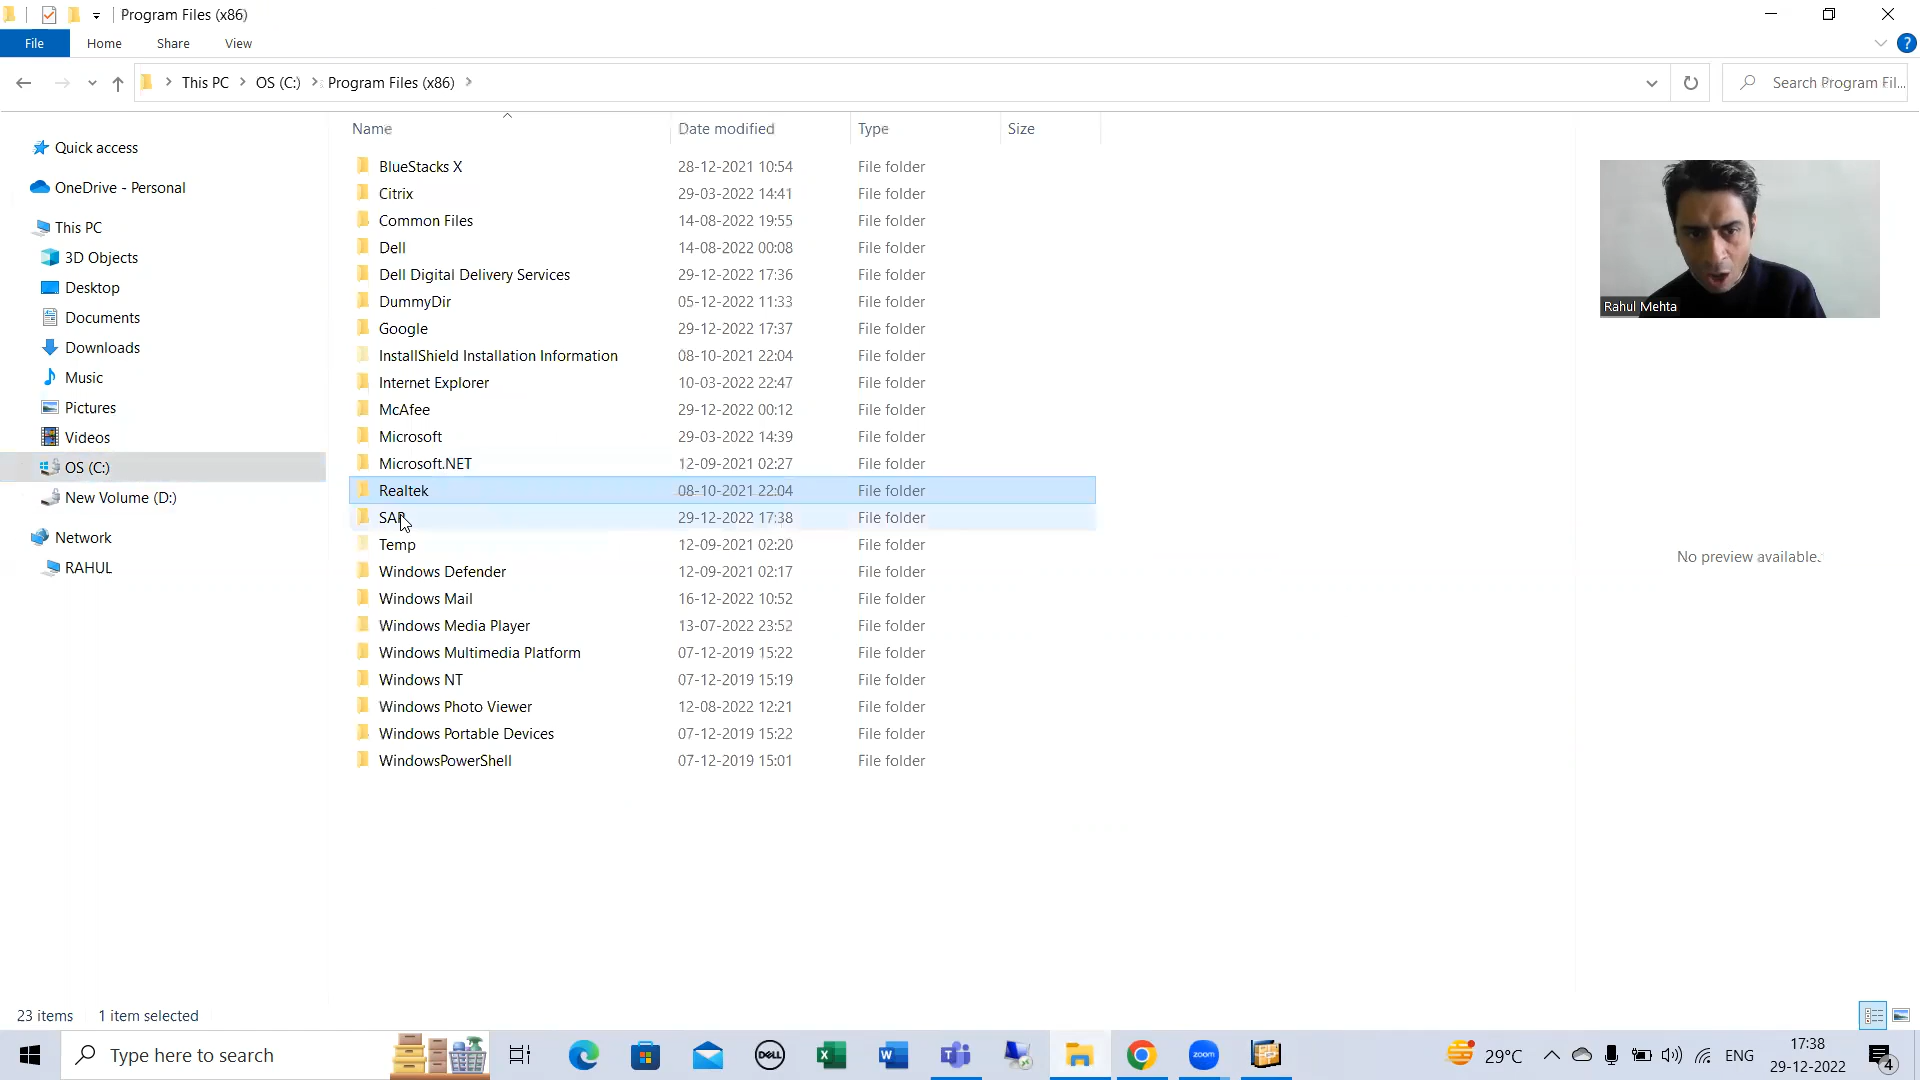 Program Files (x86)
File Home Share View
This PC OS (C:) Program Files (x86) Search Program Fil...
Name Date modified Type Size
Quick access
OneDrive - Personal
This PC
3D Objects
Desktop
Documents
Downloads
Music
Pictures
Videos
OS (C:)
New Volume (D:)
Network
RAHUL
BlueStacks X 28-12-2021 10:54 File folder
Citrix 29-03-2022 14:41 File folder
Common Files 14-08-2022 19:55 File folder
Dell 14-08-2022 00:08 File folder
Dell Digital Delivery Services 29-12-2022 17:36 File folder
DummyDir 05-12-2022 11:33 File folder
Google 29-12-2022 17:37 File folder
InstallShield Installation Information 08-10-2021 22:04 File folder
Internet Explorer 10-03-2022 22:47 File folder
McAfee 29-12-2022 00:12 File folder
Microsoft 29-03-2022 14:39 File folder
Microsoft.NET 12-09-2021 02:27 File folder
Realtek 08-10-2021 22:04 File folder
SAP 29-12-2022 17:38 File folder
Temp 12-09-2021 02:20 File folder
Windows Defender 12-09-2021 02:17 File folder
Windows Mail 16-12-2022 10:52 File folder
Windows Media Player 13-07-2022 23:52 File folder
Windows Multimedia Platform 07-12-2019 15:22 File folder
Windows NT 07-12-2019 15:19 File folder
Windows Photo Viewer 12-08-2022 12:21 File folder
Windows Portable Devices 07-12-2019 15:22 File folder
WindowsPowerShell 07-12-2019 15:01 File folder
Rahul Mehta
No preview available.
23 items 1 item selected
Type here to search
DELL
zoom
29°C
ENG
17:38
29-12-2022
4